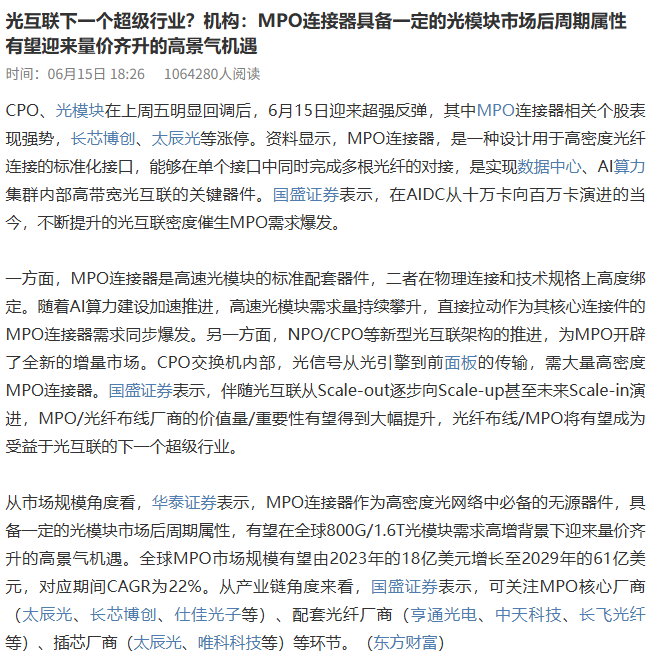 光互联下一个超级行业？机构：MPO连接器具备一定的光模块市场后周期属性
有望迎来量价齐升的高景气机遇
时间：06月15日 18:26 1064280人阅读
CPO、光模块在上周五明显回调后，6月15日迎来超强反弹，其中MPO连接器相关个股表
现强势，长芯博创、太辰光等涨停。资料显示，MPO连接器，是一种设计用于高密度光纤
连接的标准化接口，能够在单个接口中同时完成多根光纤的对接，是实现数据中心、AI算力
集群内部高带宽光互联的关键器件。国盛证券表示，在AIDC从十万卡向百万卡演进的当
今，不断提升的光互联密度催生MPO需求爆发。
一方面，MPO连接器是高速光模块的标准配套器件，二者在物理连接和技术规格上高度绑
定。随着AI算力建设加速推进，高速光模块需求量持续攀升，直接拉动作为其核心连接件的
MPO连接器需求同步爆发。另一方面，NPO/CPO等新型光互联架构的推进，为MPO开辟
了全新的增量市场。CPO交换机内部，光信号从光引擎到前面板的传输，需大量高密度
MPO连接器。国盛证券表示，伴随光互联从Scale-out逐步向Scale-up甚至未来Scale-in演
进，MPO/光纤布线厂商的价值量/重要性有望得到大幅提升，光纤布线/MPO将有望成为
受益于光互联的下一个超级行业。
从市场规模角度看，华泰证券表示，MPO连接器作为高密度光网络中必备的无源器件，具
备一定的光模块市场后周期属性，有望在全球800G/1.6T光模块需求高增背景下迎来量价齐
升的高景气机遇。全球MPO市场规模有望由2023年的18亿美元增长至2029年的61亿美
元，对应期间CAGR为22%。从产业链角度来看，国盛证券表示，可关注MPO核心厂商
（太辰光、长芯博创、仕佳光子等）、配套光纤厂商（亨通光电、中天科技、长飞光纤
等）、插芯厂商（太辰光、唯科科技等）等环节。（东方财富）